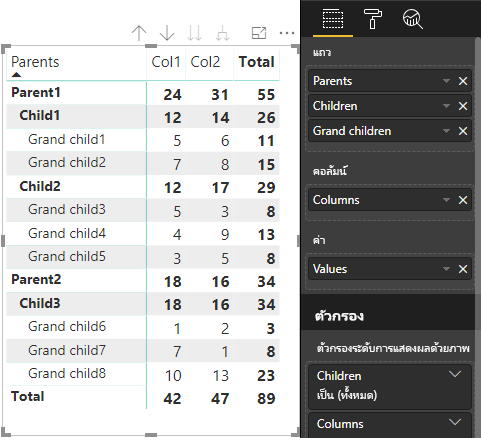 Parents Col1 Col2 Total
Parent1 24 31 55
Child1 12 14 26
Grand child1 5 6 11
Grand child2 7 8 15
Child2 12 17 29
Grand child3 5 3 8
Grand child4 4 9 13
Grand child5 3 5 8
Parent2 18 16 34
Child3 18 16 34
Grand child6 1 2 3
Grand child7 7 1 8
Grand child8 10 13 23
Total 42 47 89
แถว
Parents
Children
Grand children
คอลัมน์
Columns
ค่า
Values
ตัวกรอง
ตัวกรองระดับการแสดงผลด้วยภาพ
Children
เป็น (ทั้งหมด)
Columns